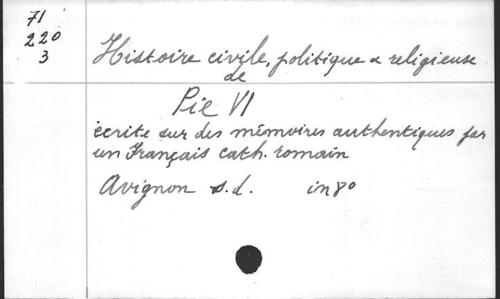 71
220
3
Histoire civile, politique & religieuse
de
Pie VI
écrite sur des mémoires authentiques par
un Français cath. romain
Avignon s.d. in 8o